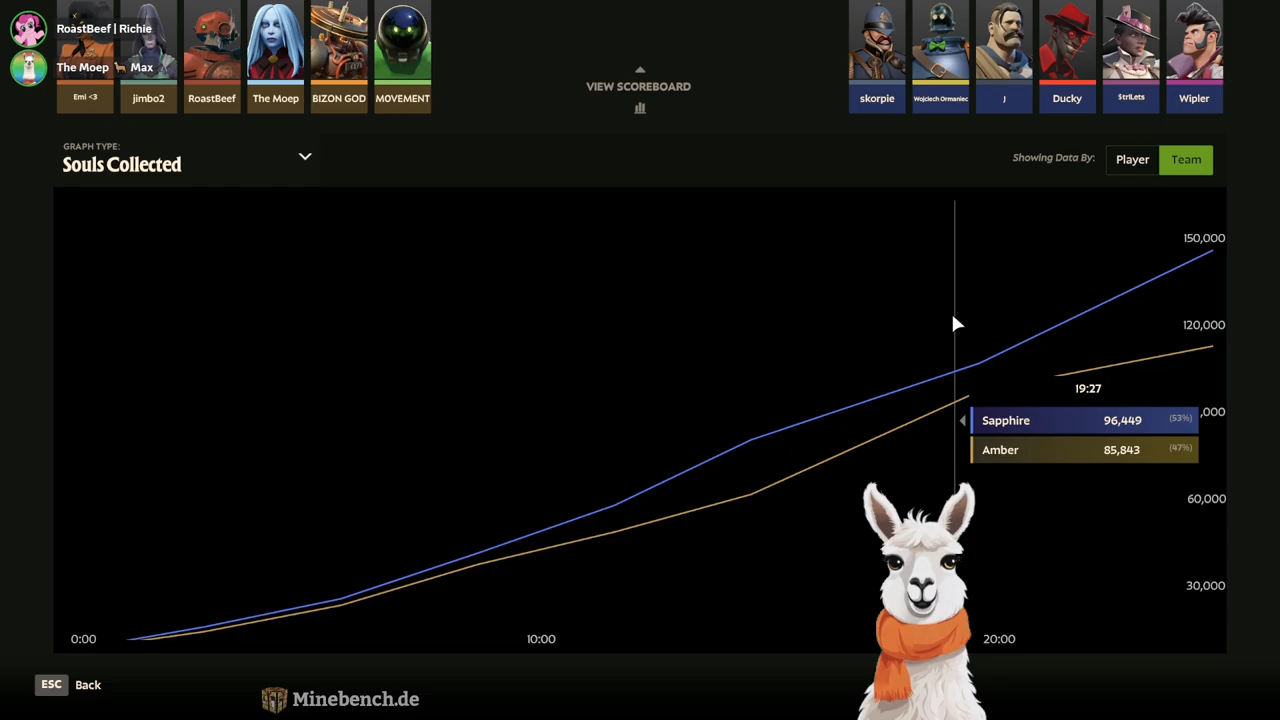 RoastBeef | Richie
The Moep 🦙 Max
Emi <3
jimbo2
RoastBeef
The Moep
BIZON GOD
MOVEMENT
VIEW SCOREBOARD
skorpie
Wojciech Ormaniec
J
Ducky
$trlLets
Wipler
GRAPH TYPE:
Souls Collected
Showing Data By:
Player
Team
150,000
120,000
19:27
,000
Sapphire 96,449 (53%)
Amber 85,843 (47%)
60,000
30,000
0:00
10:00
20:00
ESC Back
Minebench.de